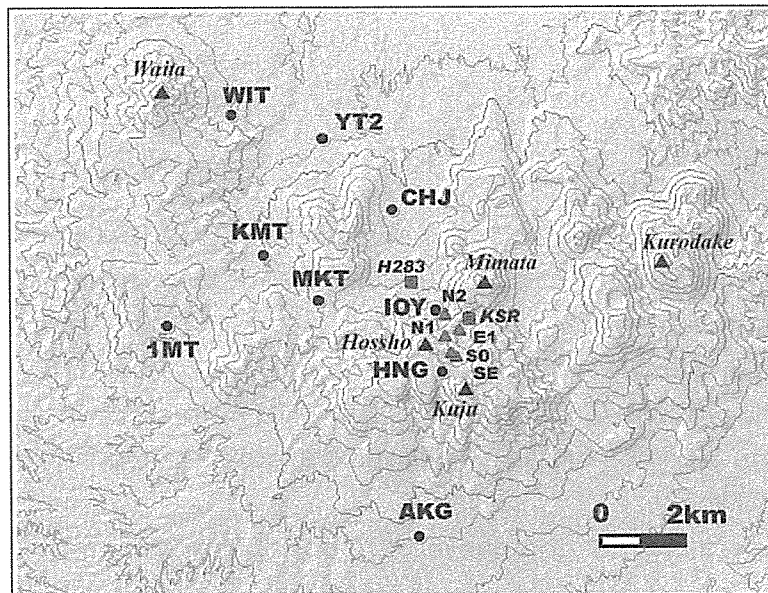 Waita
WIT
YT2
CHJ
KMT
Kurodake
H283
Mimata
MKT
N2
IOY
KSR
N1
E1
1MT
Hossho
S0
HNG
SE
Kuju
AKG
0 2km